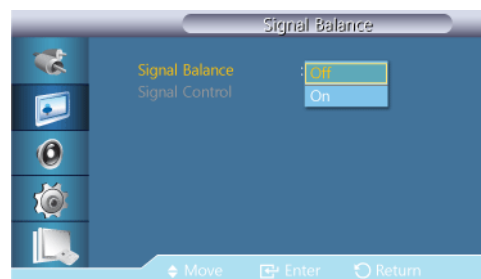 Signal Balance
Signal Balance : Off
Signal Control On
Move Enter Return